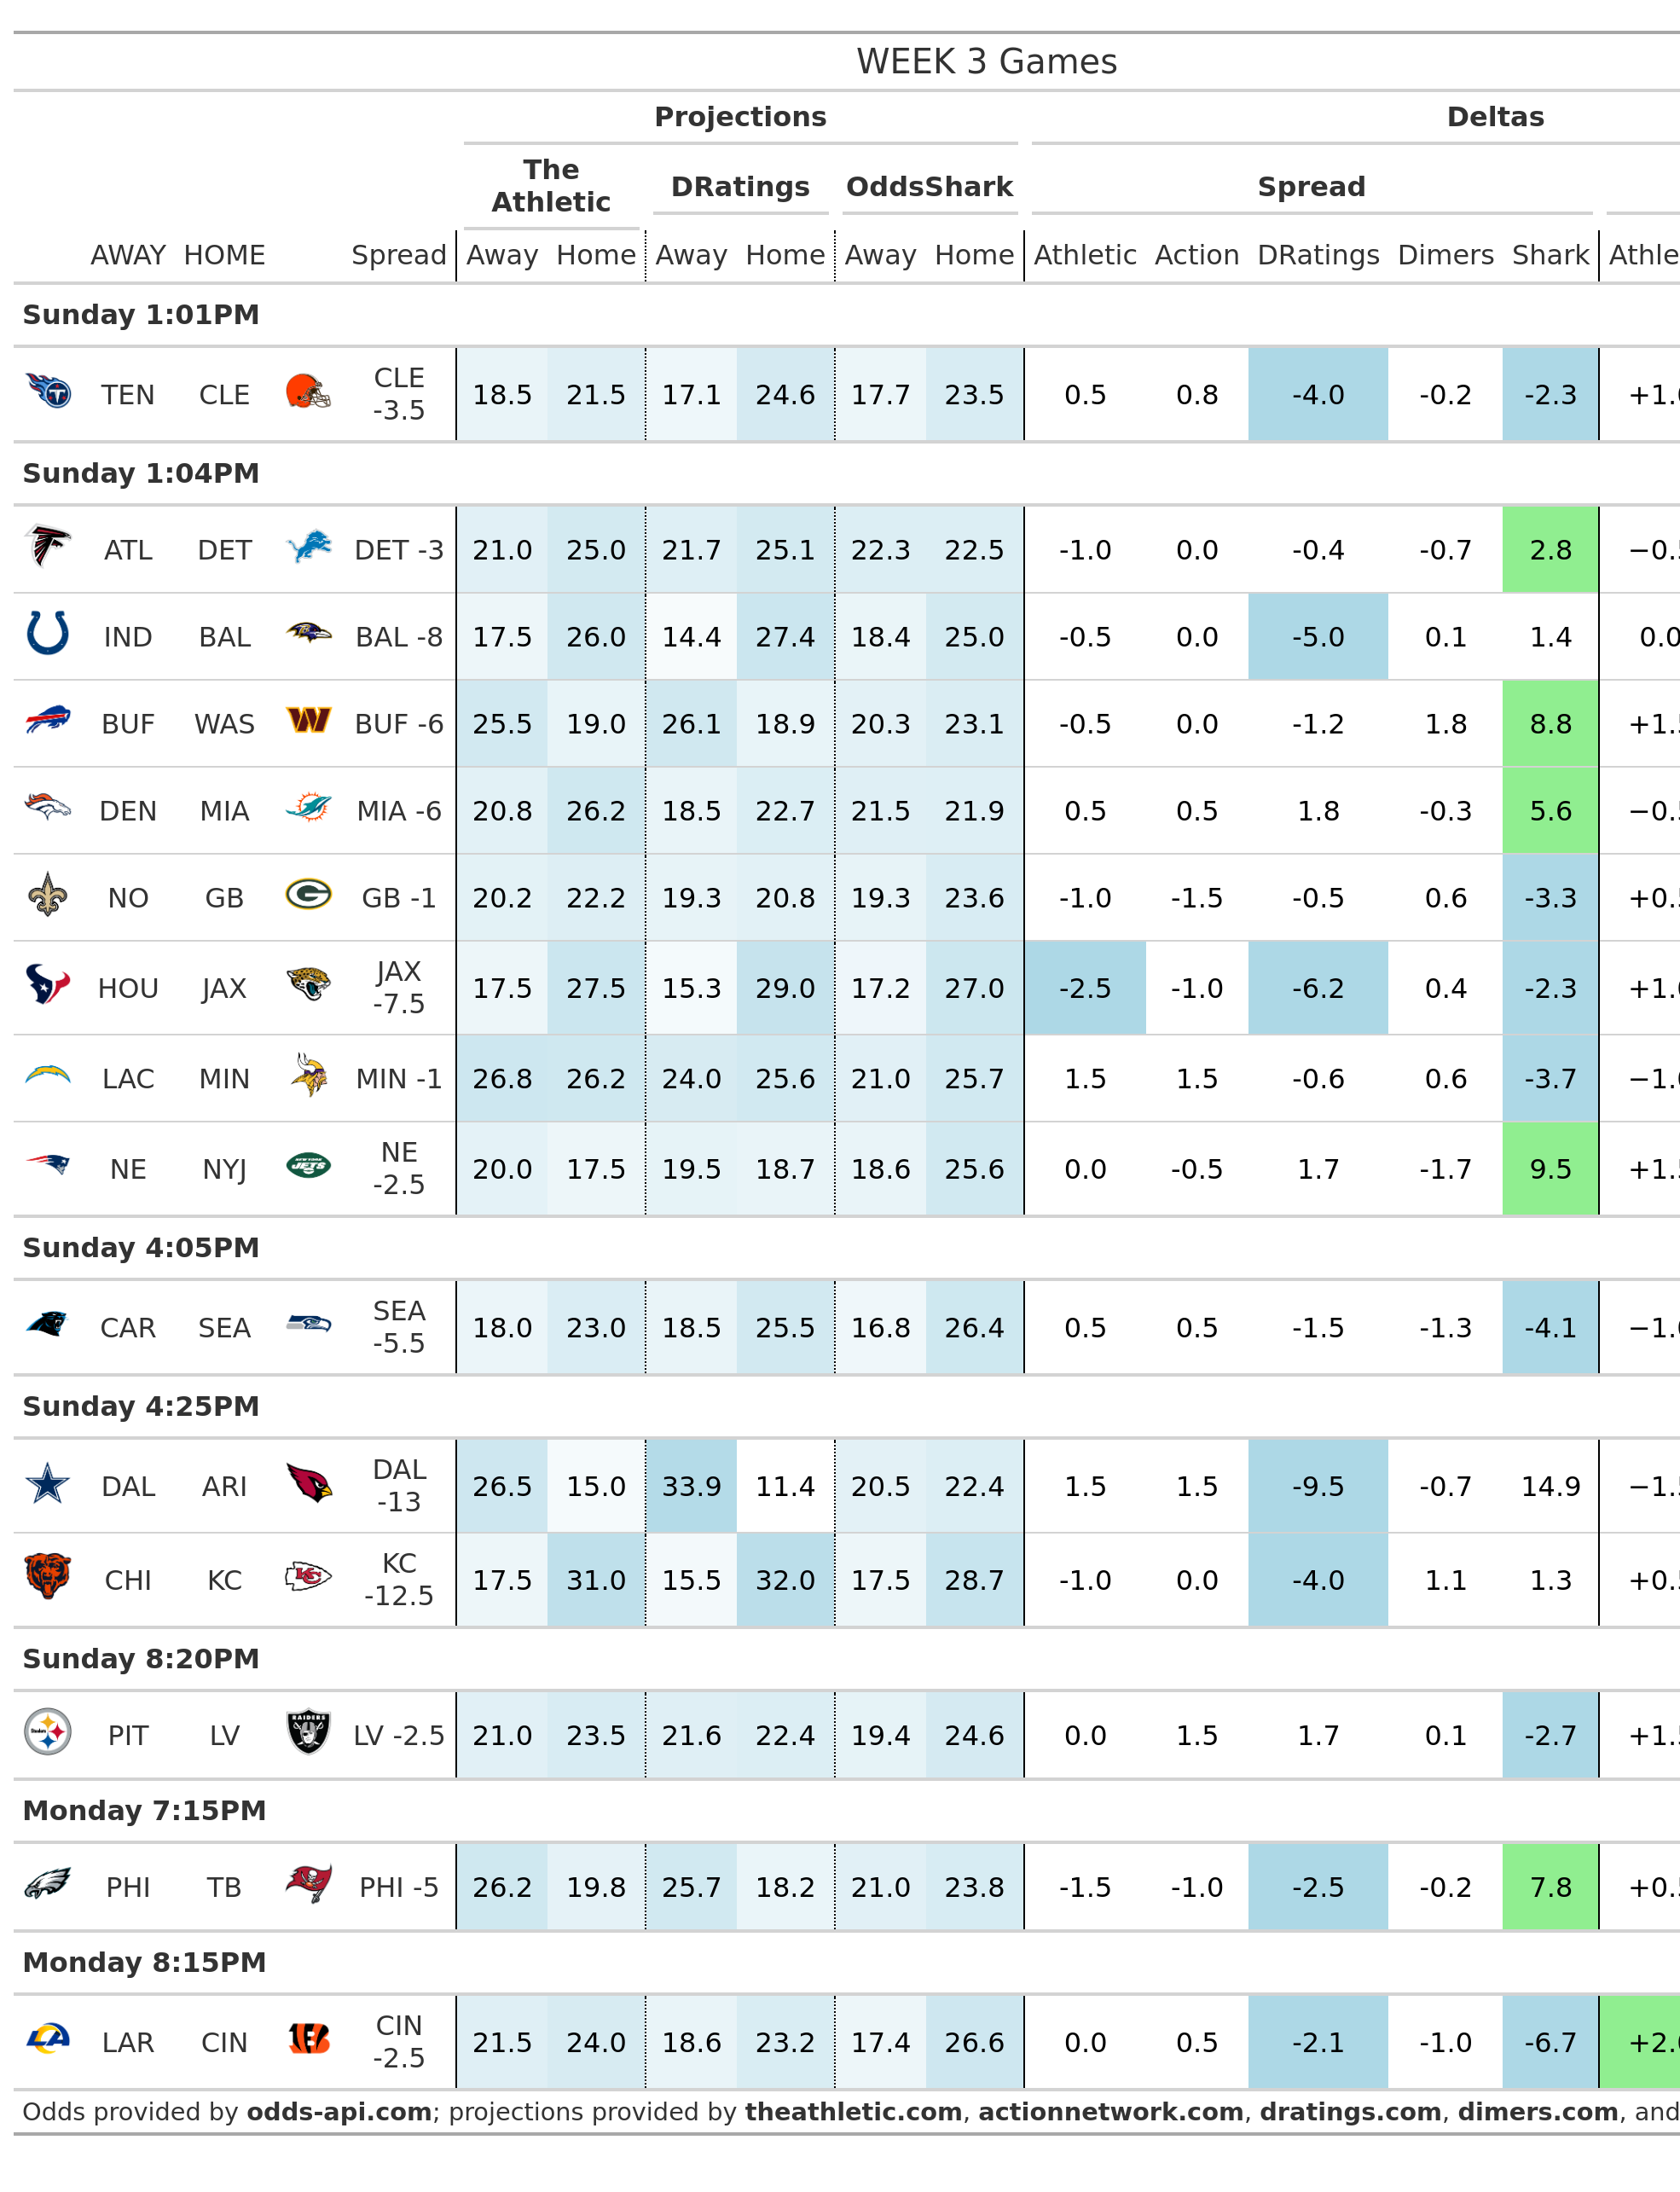 WEEK 3 Games
Projections Deltas
The Athletic DRatings OddsShark Spread
AWAY HOME Spread Away Home Away Home Away Home Athletic Action DRatings Dimers Shark Athle
Sunday 1:01PM
TEN CLE CLE -3.5 18.5 21.5 17.1 24.6 17.7 23.5 0.5 0.8 -4.0 -0.2 -2.3 +1.0
Sunday 1:04PM
ATL DET DET -3 21.0 25.0 21.7 25.1 22.3 22.5 -1.0 0.0 -0.4 -0.7 2.8 −0.5
IND BAL BAL -8 17.5 26.0 14.4 27.4 18.4 25.0 -0.5 0.0 -5.0 0.1 1.4 0.0
BUF WAS BUF -6 25.5 19.0 26.1 18.9 20.3 23.1 -0.5 0.0 -1.2 1.8 8.8 +1.5
DEN MIA MIA -6 20.8 26.2 18.5 22.7 21.5 21.9 0.5 0.5 1.8 -0.3 5.6 −0.5
NO GB GB -1 20.2 22.2 19.3 20.8 19.3 23.6 -1.0 -1.5 -0.5 0.6 -3.3 +0.5
HOU JAX JAX -7.5 17.5 27.5 15.3 29.0 17.2 27.0 -2.5 -1.0 -6.2 0.4 -2.3 +1.0
LAC MIN MIN -1 26.8 26.2 24.0 25.6 21.0 25.7 1.5 1.5 -0.6 0.6 -3.7 −1.0
NE NYJ NE -2.5 20.0 17.5 19.5 18.7 18.6 25.6 0.0 -0.5 1.7 -1.7 9.5 +1.5
Sunday 4:05PM
CAR SEA SEA -5.5 18.0 23.0 18.5 25.5 16.8 26.4 0.5 0.5 -1.5 -1.3 -4.1 −1.0
Sunday 4:25PM
DAL ARI DAL -13 26.5 15.0 33.9 11.4 20.5 22.4 1.5 1.5 -9.5 -0.7 14.9 −1.5
CHI KC KC -12.5 17.5 31.0 15.5 32.0 17.5 28.7 -1.0 0.0 -4.0 1.1 1.3 +0.5
Sunday 8:20PM
PIT LV LV -2.5 21.0 23.5 21.6 22.4 19.4 24.6 0.0 1.5 1.7 0.1 -2.7 +1.5
Monday 7:15PM
PHI TB PHI -5 26.2 19.8 25.7 18.2 21.0 23.8 -1.5 -1.0 -2.5 -0.2 7.8 +0.5
Monday 8:15PM
LAR CIN CIN -2.5 21.5 24.0 18.6 23.2 17.4 26.6 0.0 0.5 -2.1 -1.0 -6.7 +2.0
Odds provided by odds-api.com; projections provided by theathletic.com, actionnetwork.com, dratings.com, dimers.com, and